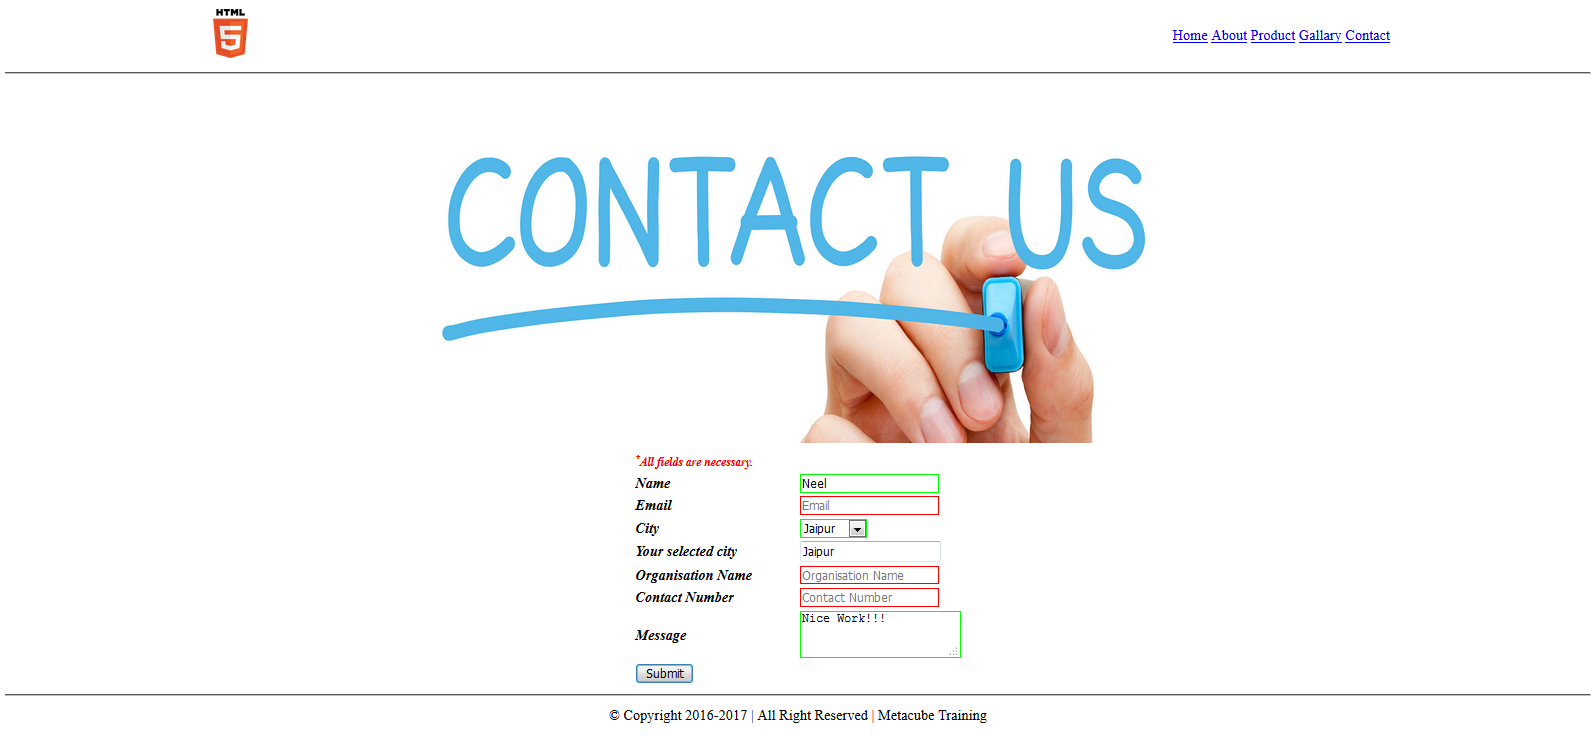 HTML
5
Home About Product Gallary Contact
CONTACT US
*All fields are necessary.
Name Neel
Email Email
City Jaipur
Your selected city Jaipur
Organisation Name Organisation Name
Contact Number Contact Number
Message Nice Work!!!
Submit
© Copyright 2016-2017 | All Right Reserved | Metacube Training